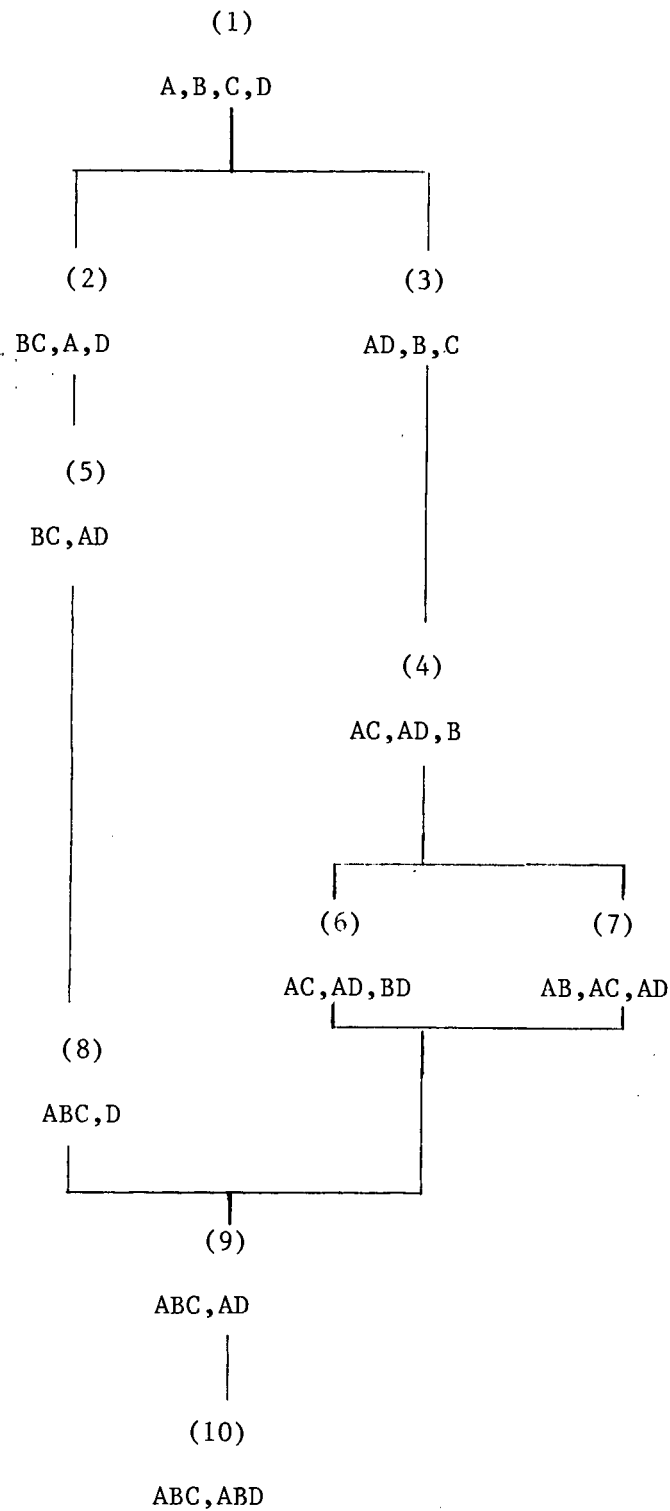 (1)
A,B,C,D
(2) (3)
BC,A,D AD,B,C
(5)
BC,AD
(4)
AC,AD,B
(6) (7)
AC,AD,BD AB,AC,AD
(8)
ABC,D
(9)
ABC,AD
(10)
ABC,ABD